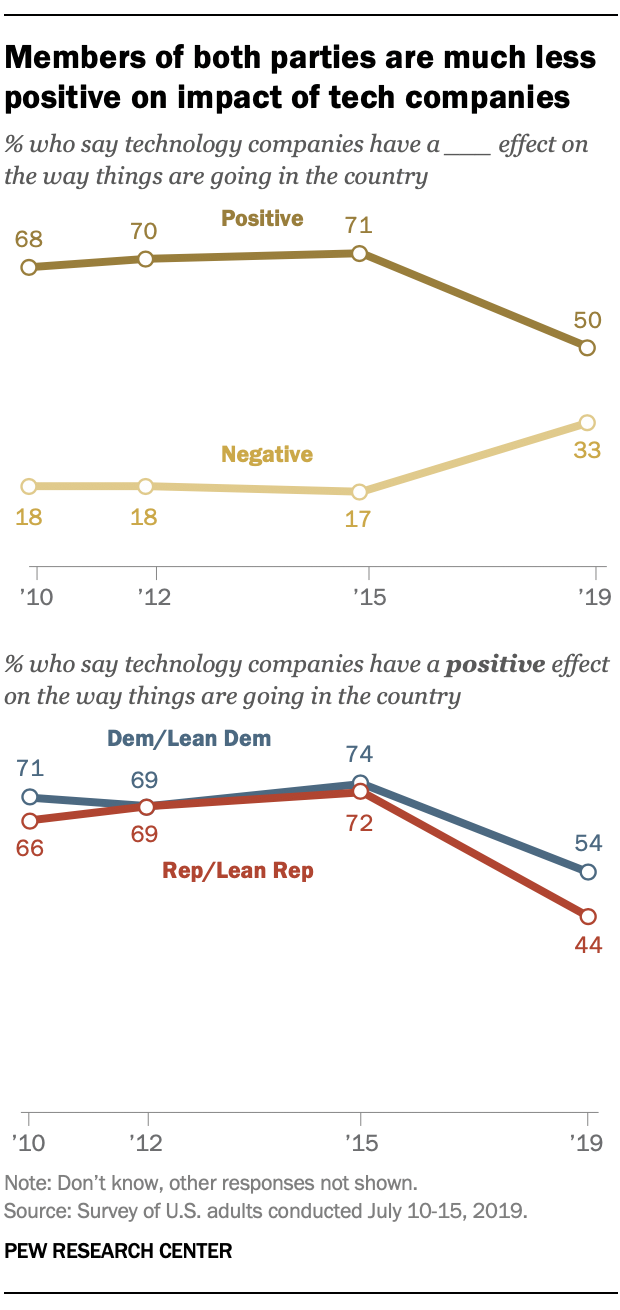 Members of both parties are much less
positive on impact of tech companies
% who say technology companies have a ___ effect on
the way things are going in the country
Positive
68
70
71
50
Negative
18
18
17
33
’10
’12
’15
’19
% who say technology companies have a positive effect
on the way things are going in the country
Dem/Lean Dem
71
69
74
54
66
69
72
44
Rep/Lean Rep
’10
’12
’15
’19
Note: Don’t know, other responses not shown.
Source: Survey of U.S. adults conducted July 10-15, 2019.
PEW RESEARCH CENTER